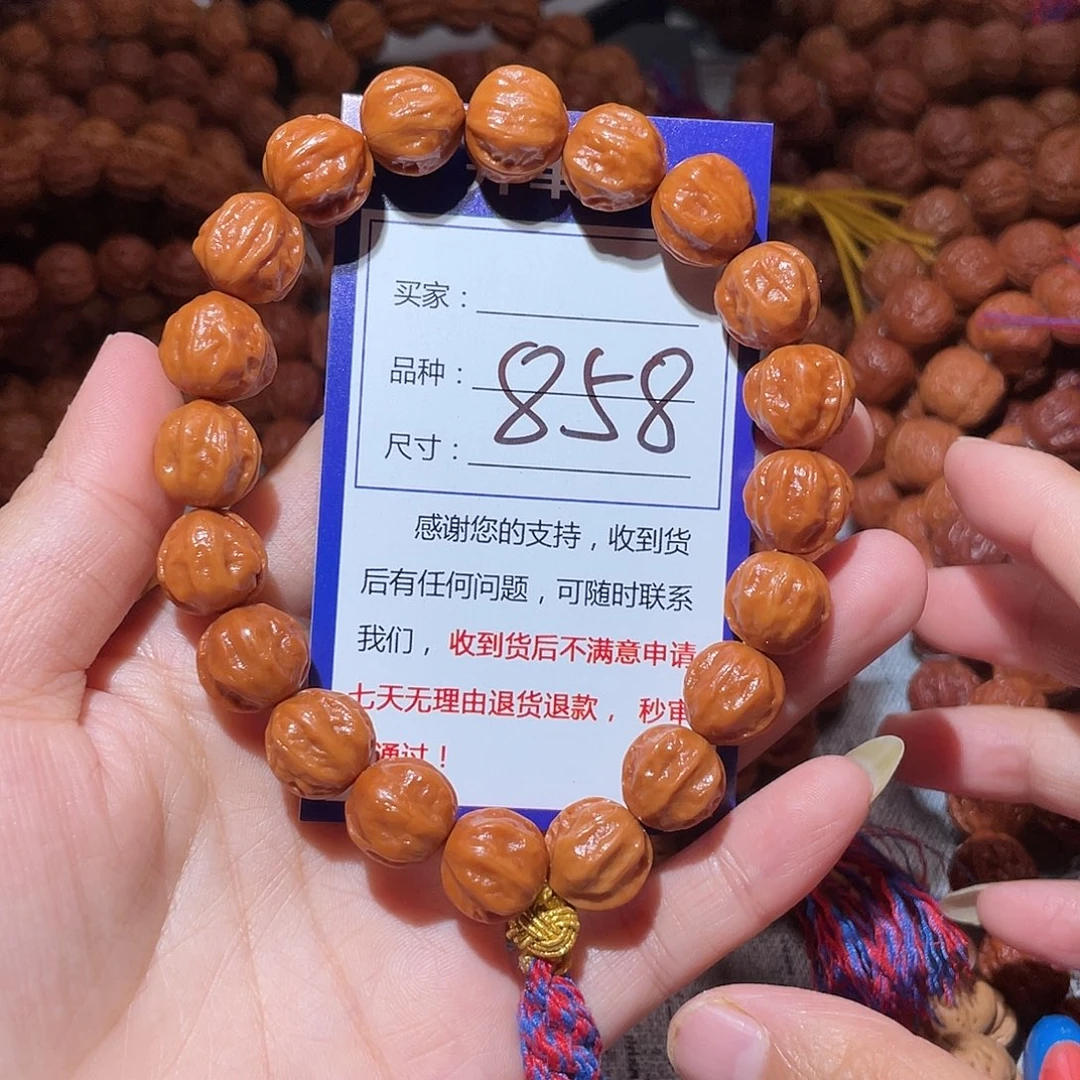 买家：
品种：858
尺寸：
感谢您的支持，收到货
后有任何问题，可随时联系
我们，收到货后不满意申请
七天无理由退货退款，秒审
通过！